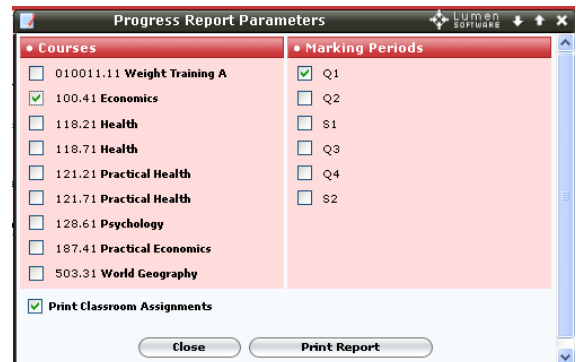 Progress Report Parameters
Lumen
SOFTWARE
• Courses
010011.11 Weight Training A
100.41 Economics
118.21 Health
118.71 Health
121.21 Practical Health
121.71 Practical Health
128.61 Psychology
187.41 Practical Economics
503.31 World Geography
• Marking Periods
Q1
Q2
S1
Q3
Q4
S2
Print Classroom Assignments
Close
Print Report